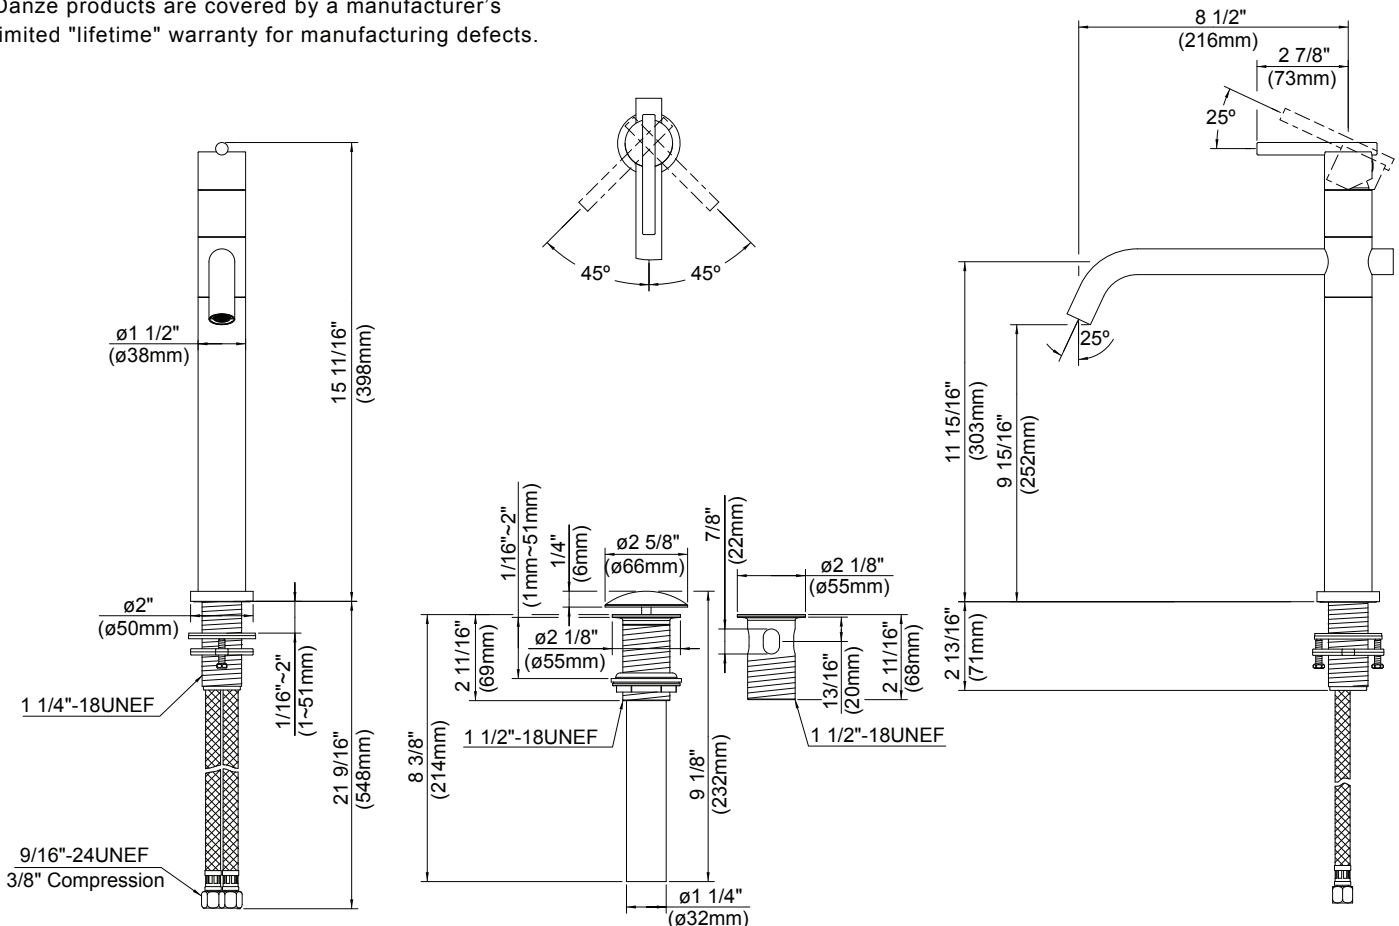 Danze products are covered by a manufacturer's
limited "lifetime" warranty for manufacturing defects.
8 1/2"
(216mm)
2 7/8"
(73mm)
25º
45º
45º
ø1 1/2"
(ø38mm)
15 11/16"
(398mm)
25º
11 15/16"
(303mm)
9 15/16"
(252mm)
ø2"
(ø50mm)
1/16"~2"
(1~51mm)
1 1/4"-18UNEF
21 9/16"
(548mm)
9/16"-24UNEF
3/8" Compression
1/16"~2"
(1mm~51mm)
1/4"
(6mm)
ø2 5/8"
(ø66mm)
7/8"
(22mm)
ø2 1/8"
(ø55mm)
2 11/16"
(69mm)
ø2 1/8"
(ø55mm)
13/16"
(20mm)
2 11/16"
(68mm)
2 13/16"
(71mm)
1 1/2"-18UNEF
1 1/2"-18UNEF
8 3/8"
(214mm)
9 1/8"
(232mm)
ø1 1/4"
(ø32mm)